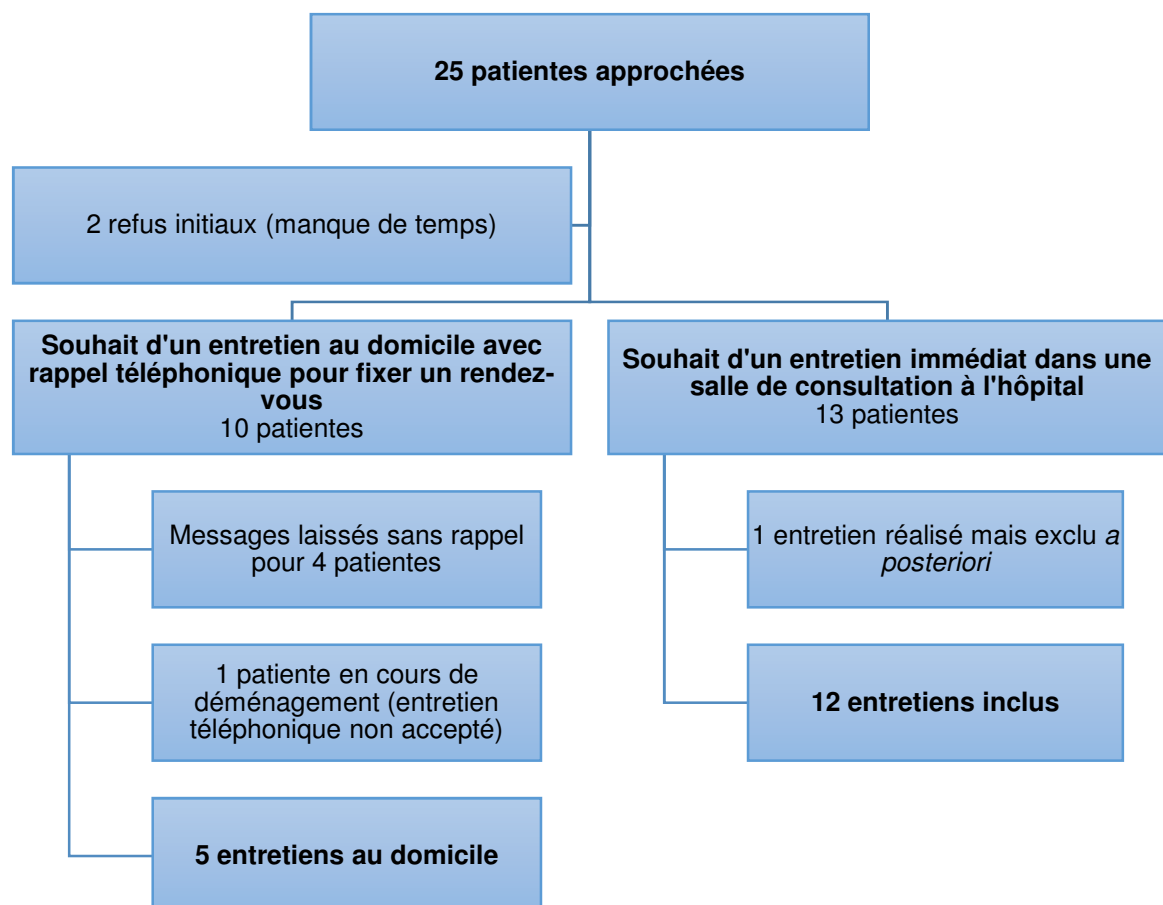 25 patientes approchées
2 refus initiaux (manque de temps)
Souhait d'un entretien au domicile avec
rappel téléphonique pour fixer un rendez-
vous
10 patientes
Messages laissés sans rappel
pour 4 patientes
1 patiente en cours de
déménagement (entretien
téléphonique non accepté)
5 entretiens au domicile
Souhait d'un entretien immédiat dans une
salle de consultation à l'hôpital
13 patientes
1 entretien réalisé mais exclu a
posteriori
12 entretiens inclus